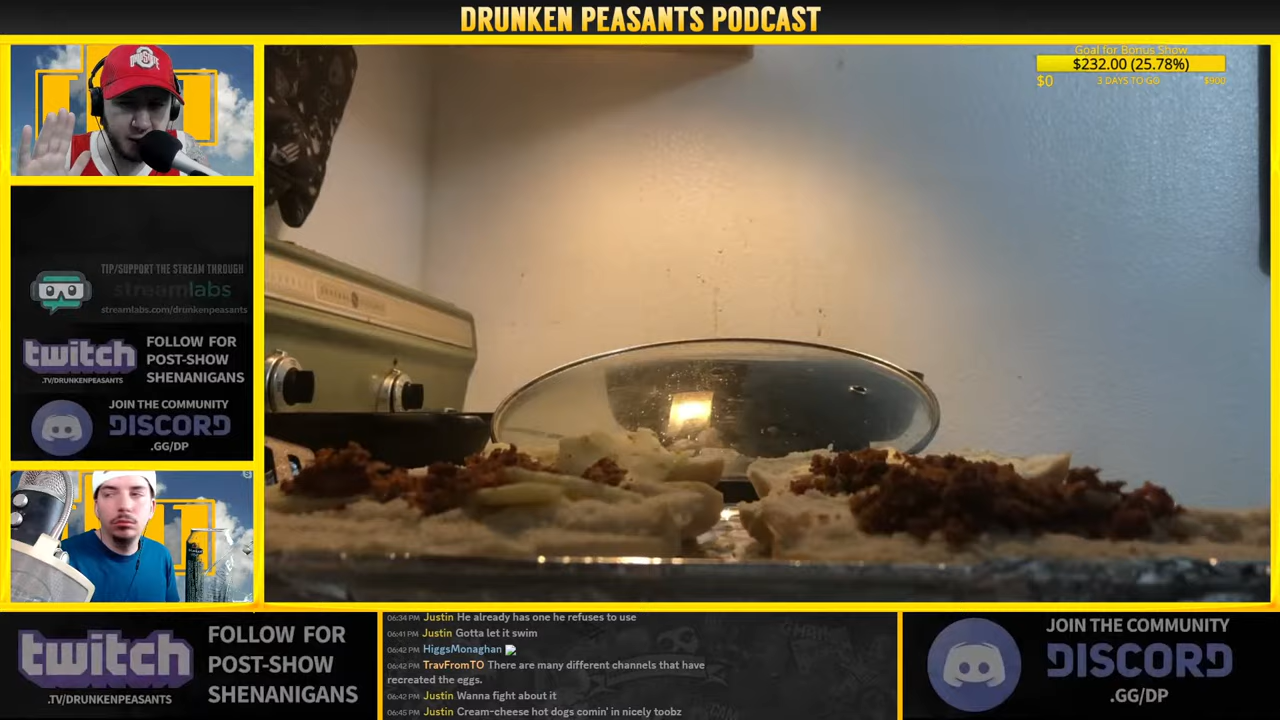 DRUNKEN PEASANTS PODCAST
Goal for Bonus Show
$232.00 (25.78%)
$0
3 DAYS TO GO
$900
TIP/SUPPORT THE STREAM THROUGH
streamlabs
streamlabs.com/drunkenpeasants
twitch
.TV/DRUNKENPEASANTS
FOLLOW FOR
POST-SHOW
SHENANIGANS
JOIN THE COMMUNITY
DISCORD
.GG/DP
twitch
.TV/DRUNKENPEASANTS
FOLLOW FOR
POST-SHOW
SHENANIGANS
06:34 PM Justin He already has one he refuses to use
06:41 PM Justin Gotta let it swim
06:42 PM HiggsMonaghan
06:42 PM TravFromTO There are many different channels that have
recreated the eggs.
06:42 PM Justin Wanna fight about it
06:45 PM Justin Cream-cheese hot dogs comin' in nicely toobz
JOIN THE COMMUNITY
DISCORD
.GG/DP